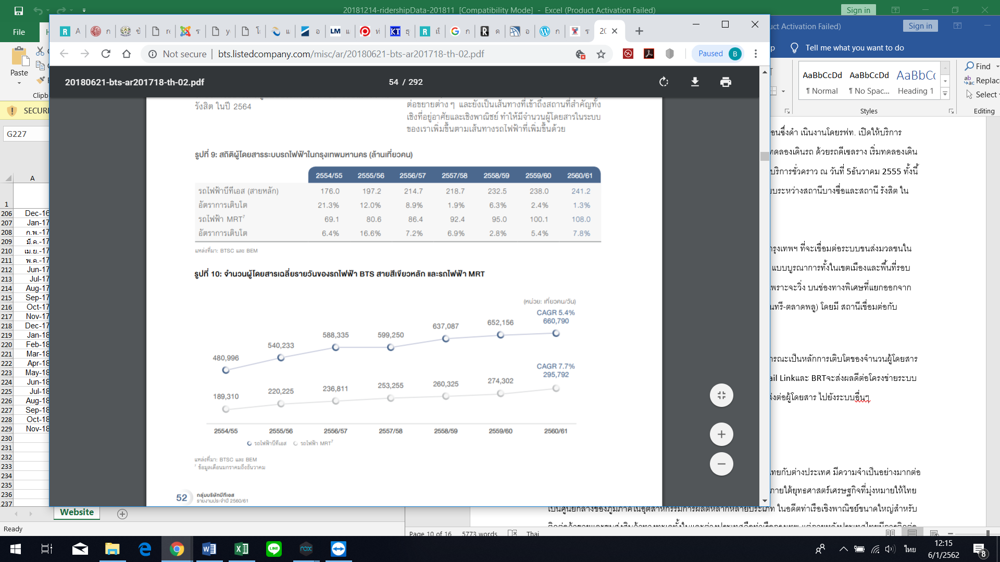 20181214-ridershipData-201811 [Compatibility Mode] - Excel (Product Activation Failed)
Sign in
File
Not secure
bts.listedcompany.com/misc/ar/20180621-bts-ar201718-th-02.pdf
Paused
B
20180621-bts-ar201718-th-02.pdf
54 / 292
รังสิต ในปี 2564
ต่อขยายต่าง ๆ และยังเป็นเส้นทางที่เข้าถึงสถานที่สำคัญทั้ง
เชิงที่อยู่อาศัยและเชิงพาณิชย์ ทำให้มีจำนวนผู้โดยสารในระบบ
ของเราเพิ่มขึ้นตามเส้นทางรถไฟฟ้าที่เพิ่มขึ้นด้วย
รูปที่ 9: สถิติผู้โดยสารระบบรถไฟฟ้าในกรุงเทพมหานคร (ล้านเที่ยวคน)
2554/55 2555/56 2556/57 2557/58 2558/59 2559/60 2560/61
รถไฟฟ้าบีทีเอส (สายหลัก) 176.0 197.2 214.7 218.7 232.5 238.0 241.2
อัตราการเติบโต 21.3% 12.0% 8.9% 1.9% 6.3% 2.4% 1.3%
รถไฟฟ้า MRT7 69.1 80.6 86.4 92.4 95.0 100.1 108.0
อัตราการเติบโต 6.4% 16.6% 7.2% 6.9% 2.8% 5.4% 7.8%
แหล่งที่มา: BTSC และ BEM
รูปที่ 10: จำนวนผู้โดยสารเฉลี่ยรายวันของรถไฟฟ้า BTS สายสีเขียวหลัก และรถไฟฟ้า MRT
(หน่วย: เที่ยวคน/วัน)
CAGR 5.4%
480,996 540,233 588,335 599,250 637,087 652,156 660,790
CAGR 7.7%
189,310 220,225 236,811 253,255 260,325 274,302 295,792
2554/55 2555/56 2556/57 2557/58 2558/59 2559/60 2560/61
รถไฟฟ้าบีทีเอส รถไฟฟ้า MRT7
แหล่งที่มา: BTSC และ BEM
7 ข้อมูลเดือนมกราคมถึงธันวาคม
52
กลุ่มบริษัทบีทีเอส
รายงานประจำปี 2560/61
Paste
Clipb
SECURI
G227
A
1
206 Dec-16
207 Jan-17
208 ก.พ.-17
209 มี.ค.-17
210 เม.ย.-17
211 พ.ค.-17
212 Jun-17
213 Jul-17
214 Aug-17
215 Sep-17
216 Oct-17
217 Nov-17
218 Dec-17
219 Jan-18
220 Feb-18
221 Mar-18
222 Apr-18
223 May-18
224 Jun-18
225 Jul-18
226 Aug-18
227 Sep-18
228 Oct-18
229 Nov-18
230
231
232
233
234
235
236
237
Website
Ready
uct Activation Failed)
Sign in
Tell me what you want to do
AaBbCcDd AaBbCcDd AaBbCc
¶ Normal ¶ No Spac... Heading 1
Styles
Find
Replac
Select
Editing
อนซึ่งดำ เนินงานโดยรฟท. เปิดให้บริการ
ทดลองเดินรถ ด้วยรถดีเซลราง เริ่มทดลองเดิน
บริการชั่วคราว ณ วันที่ 5ธันวาคม 2555 ทั้งนี้
บระหว่างสถานีบางซื่อและสถานี รังสิต ใน
กรุงเทพฯ ที่จะเชื่อมต่อระบบขนส่งมวลชนใน
แบบบูรณาการทั้งในเขตเมืองและพื้นที่รอบ
พราะจะวิ่ง บนช่องทางพิเศษที่แยกออกจาก
นทรี-ตลาดพลู) โดยมี สถานีเชื่อมต่อกับ
ารณะเป็นหลักการเติบโตของจำนวนผู้โดยสาร
ail Linkและ BRTจะส่งผลดีต่อโครงข่ายระบบ
ส่งต่อผู้โดยสาร ไปยังระบบอื่นๆ
ไทยกับต่างประเทศ มีความจำเป็นอย่างมากต่อ
ภายใต้ยุทธศาสตร์เศรษฐกิจที่มุ่งหมายให้ไทย
เป็นศูนย์กลางของภูมิภาคในอุตสาหกรรมการผลิตหลากหลายประเภท ในอดีตท่าเรือเชิงพาณิชย์ขนาดใหญ่สำหรับ
Page 10 of 16 5773 words Thai
ไทย
12:15
6/1/2562
8